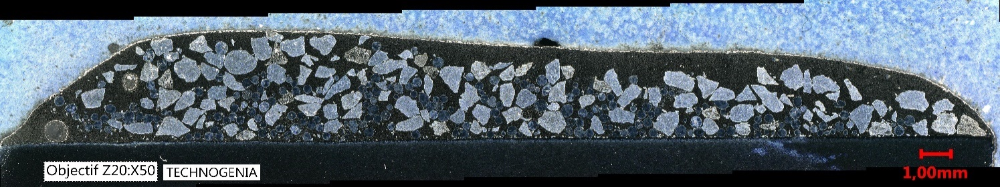 Objectif Z20:X50
TECHNOGENIA
1,00mm